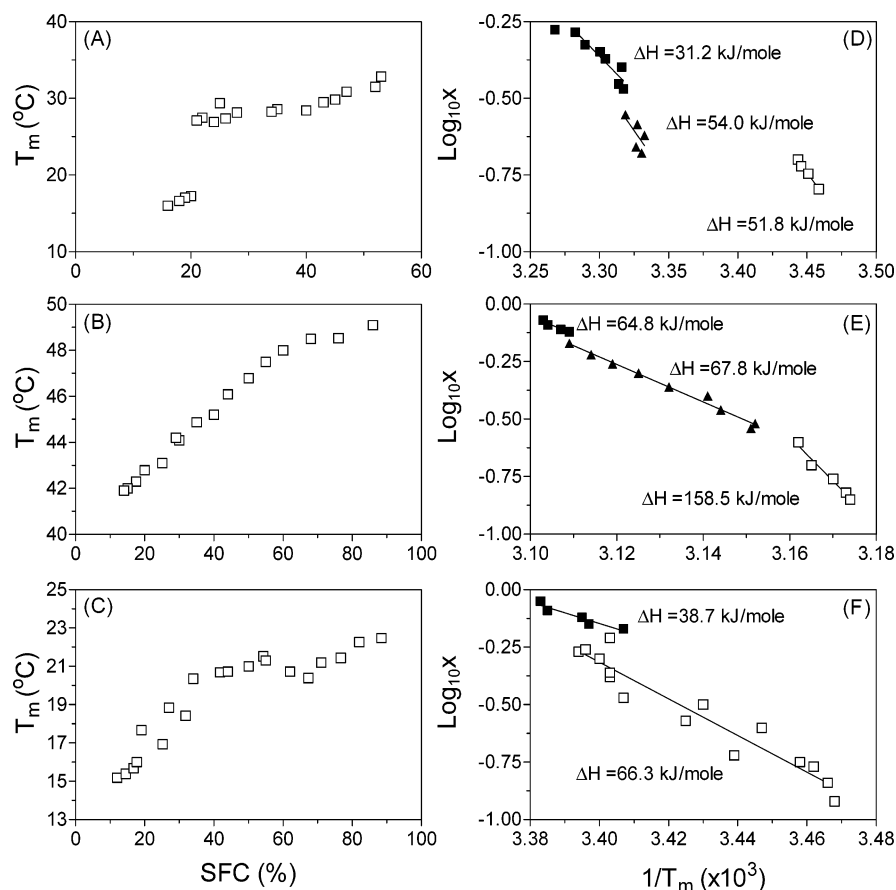 (A)
40
30
20
10
Tm (oC)
0
20
40
60
(D)
-0.25
-0.50
-0.75
-1.00
Log10x
ΔH =31.2 kJ/mole
ΔH =54.0 kJ/mole
ΔH =51.8 kJ/mole
3.25
3.30
3.35
3.40
3.45
3.50
(B)
50
48
46
44
42
40
Tm (oC)
0
20
40
60
80
100
(E)
0.00
-0.25
-0.50
-0.75
-1.00
Log10x
ΔH =64.8 kJ/mole
ΔH =67.8 kJ/mole
ΔH =158.5 kJ/mole
3.10
3.12
3.14
3.16
3.18
(C)
25
23
21
19
17
15
13
Tm (oC)
0
20
40
60
80
100
SFC (%)
(F)
0.00
-0.25
-0.50
-0.75
-1.00
Log10x
ΔH =38.7 kJ/mole
ΔH =66.3 kJ/mole
3.38
3.40
3.42
3.44
3.46
3.48
1/Tm (x10³)